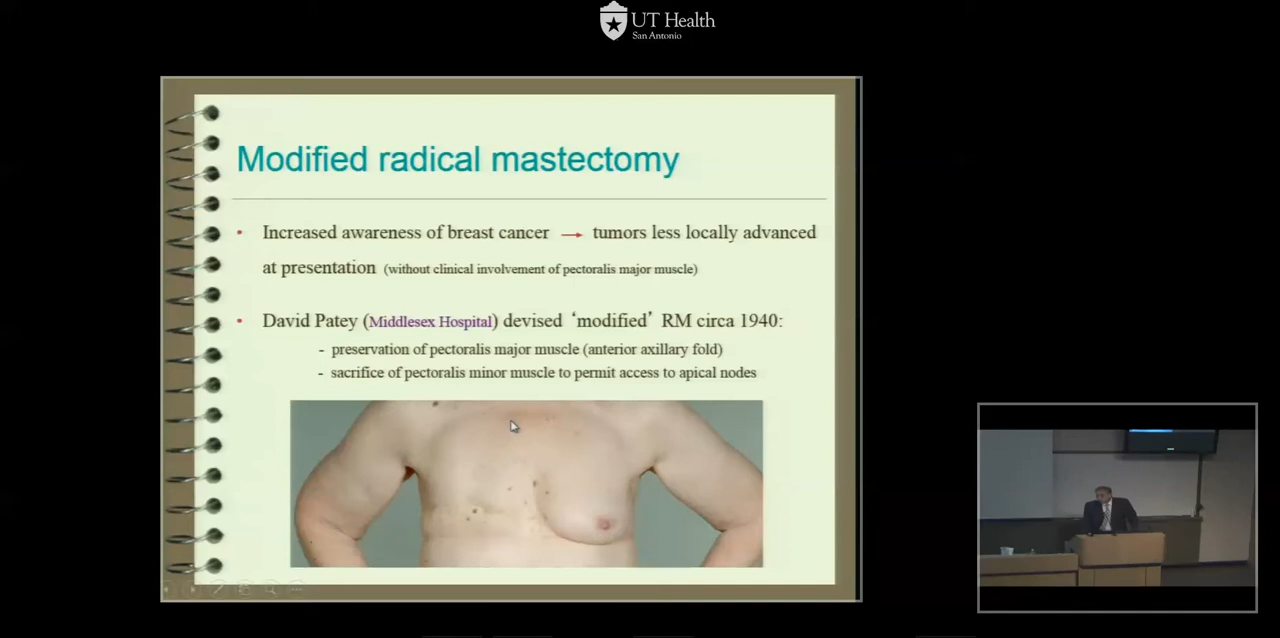 UT Health
San Antonio
Modified radical mastectomy
• Increased awareness of breast cancer → tumors less locally advanced
at presentation (without clinical involvement of pectoralis major muscle)
• David Patey (Middlesex Hospital) devised ‘modified’ RM circa 1940:
- preservation of pectoralis major muscle (anterior axillary fold)
- sacrifice of pectoralis minor muscle to permit access to apical nodes